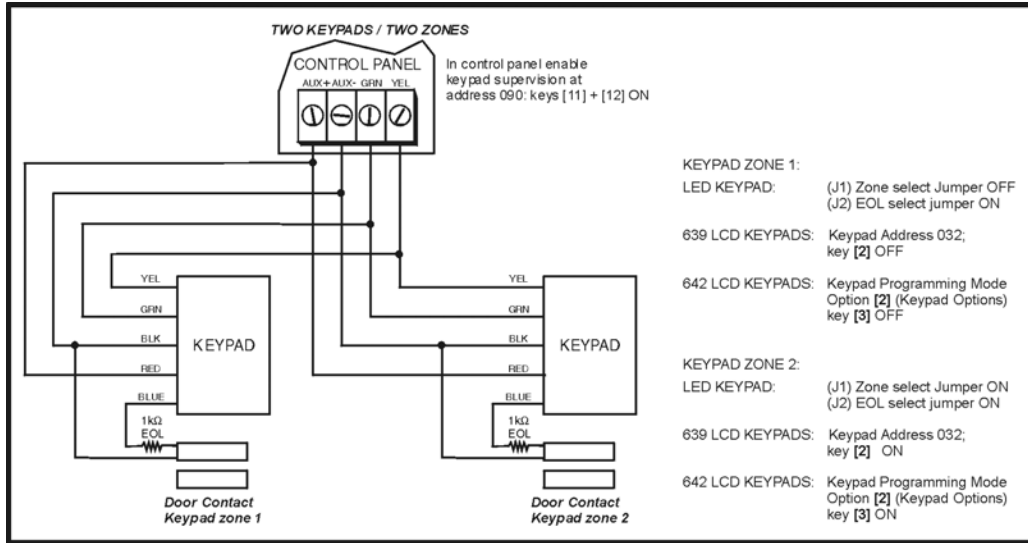 TWO KEYPADS / TWO ZONES
CONTROL PANEL
AUX+ AUX- GRN YEL
In control panel enable
keypad supervision at
address 090: keys [11] + [12] ON
YEL
GRN
BLK
RED
BLUE
KEYPAD
1kΩ
EOL
Door Contact
Keypad zone 1
YEL
GRN
BLK
RED
BLUE
KEYPAD
1kΩ
EOL
Door Contact
Keypad zone 2
KEYPAD ZONE 1:
LED KEYPAD: (J1) Zone select Jumper OFF
(J2) EOL select jumper ON
639 LCD KEYPADS: Keypad Address 032;
key [2] OFF
642 LCD KEYPADS: Keypad Programming Mode
Option [2] (Keypad Options)
key [3] OFF
KEYPAD ZONE 2:
LED KEYPAD: (J1) Zone select Jumper ON
(J2) EOL select jumper ON
639 LCD KEYPADS: Keypad Address 032;
key [2] ON
642 LCD KEYPADS: Keypad Programming Mode
Option [2] (Keypad Options)
key [3] ON